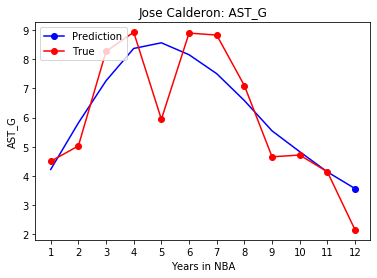 Jose Calderon: AST_G
Prediction
True
9
8
7
6
5
4
3
2
AST_G
1 2 3 4 5 6 7 8 9 10 11 12
Years in NBA